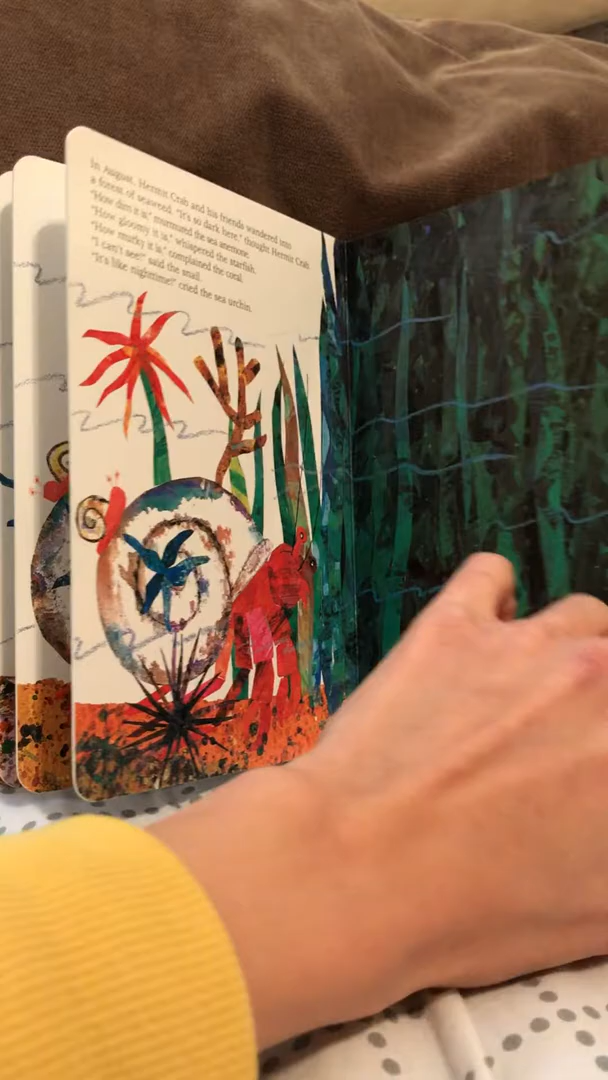 In August, Hermit Crab and his friends wandered into
a forest of seaweed. "It's so dark here," thought Hermit Crab.
"How dim it is," murmured the sea anemone.
"How gloomy it is," whispered the starfish.
"How murky it is," complained the coral.
"I can't see!" said the snail.
"It's like nighttime!" cried the sea urchin.